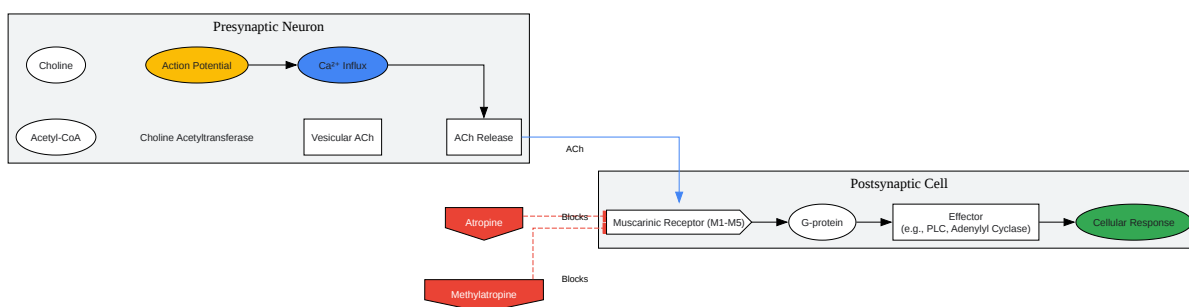 Presynaptic Neuron
Choline
Action Potential
Ca²⁺ Influx
Acetyl-CoA
Choline Acetyltransferase
Vesicular ACh
ACh Release
ACh
Postsynaptic Cell
Atropine
Blocks
Muscarinic Receptor (M1-M5)
G-protein
Effector
(e.g., PLC, Adenylyl Cyclase)
Cellular Response
Methylatropine
Blocks